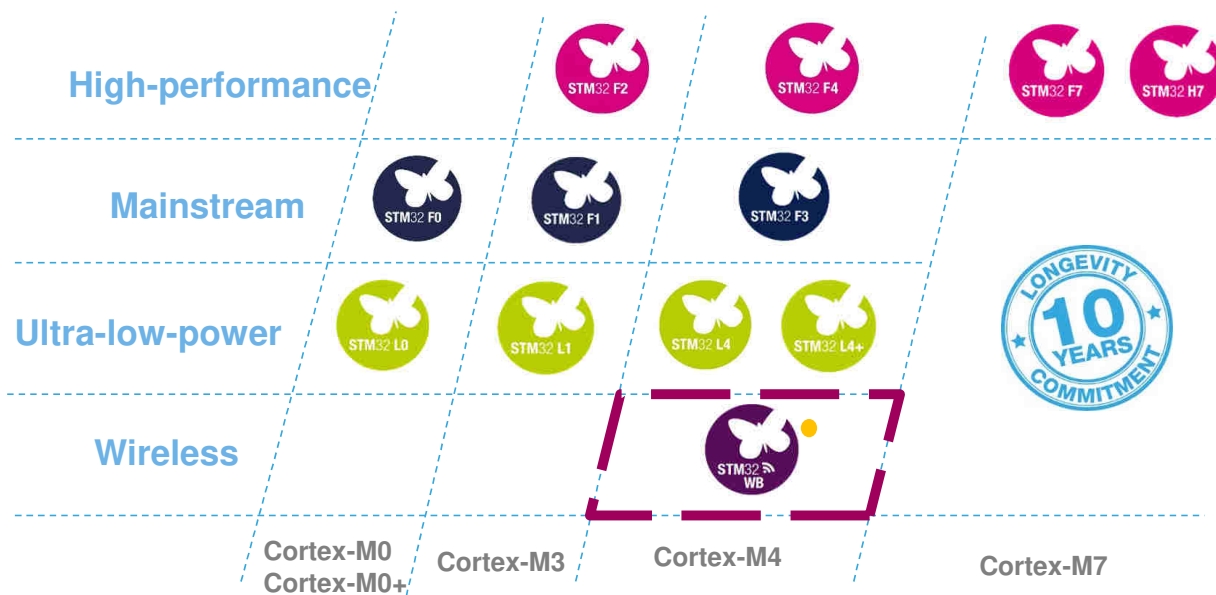 High-performance
STM32 F2
STM32 F4
STM32 F7
STM32 H7
Mainstream
STM32 F0
STM32 F1
STM32 F3
Ultra-low-power
STM32 L0
STM32 L1
STM32 L4
STM32 L4+
LONGEVITY
10
YEARS
COMMITMENT
Wireless
STM32
WB
Cortex-M0
Cortex-M0+
Cortex-M3
Cortex-M4
Cortex-M7